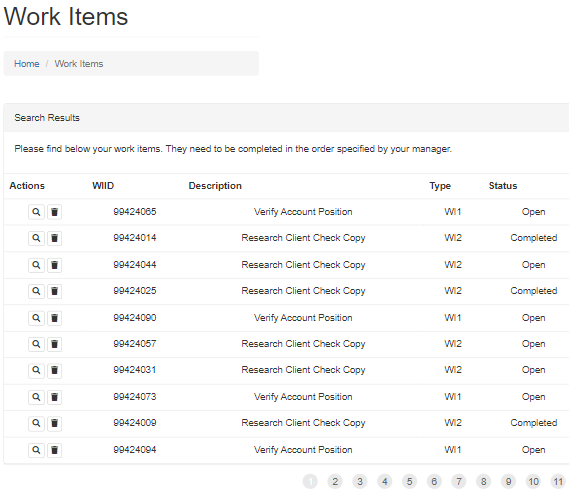 Work Items
Home / Work Items
Search Results
Please find below your work items. They need to be completed in the order specified by your manager.
Actions WIID Description Type Status
99424065 Verify Account Position WI1 Open
99424014 Research Client Check Copy WI2 Completed
99424044 Research Client Check Copy WI2 Open
99424025 Research Client Check Copy WI2 Completed
99424090 Verify Account Position WI1 Open
99424057 Research Client Check Copy WI2 Open
99424031 Research Client Check Copy WI2 Open
99424073 Verify Account Position WI1 Open
99424009 Research Client Check Copy WI2 Completed
99424094 Verify Account Position WI1 Open
1 2 3 4 5 6 7 8 9 10 11